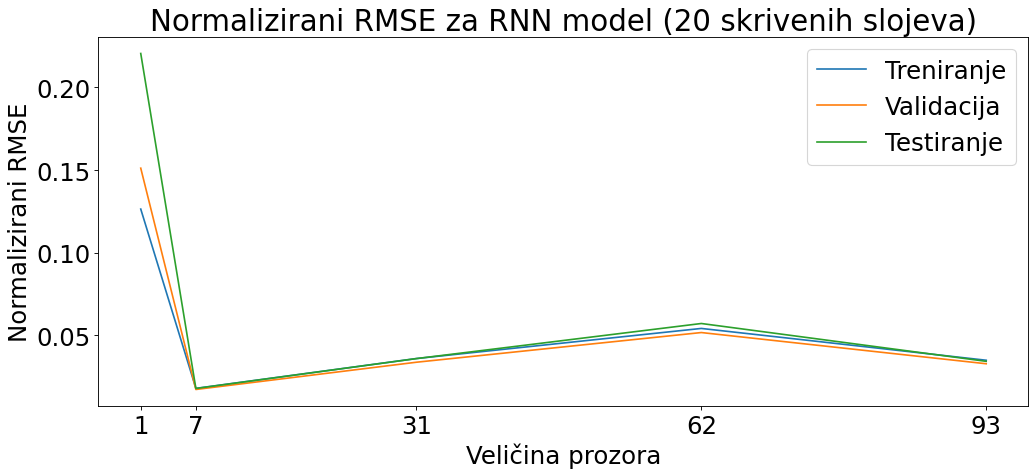 Normalizirani RMSE za RNN model (20 skrivenih slojeva)
Treniranje
Validacija
Testiranje
Normalizirani RMSE
0.20
0.15
0.10
0.05
1 7 31 62 93
Veličina prozora